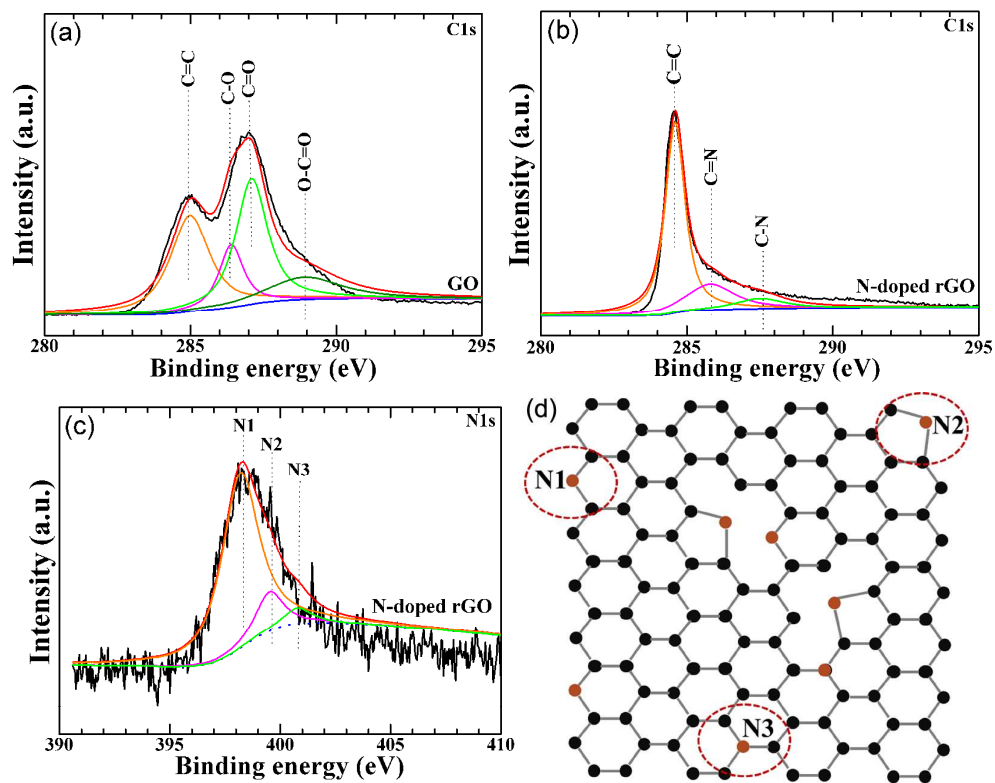 (a)
C1s
C=C
C-O
C=O
O-C=O
GO
Intensity (a.u.)
280 285 290 295
Binding energy (eV)
(b)
C1s
C=C
C=N
C-N
N-doped rGO
Intensity (a.u.)
280 285 290 295
Binding energy (eV)
(c)
N1s
N1
N2
N3
N-doped rGO
Intensity (a.u.)
390 395 400 405 410
Binding energy (eV)
(d)
N2
N1
N3